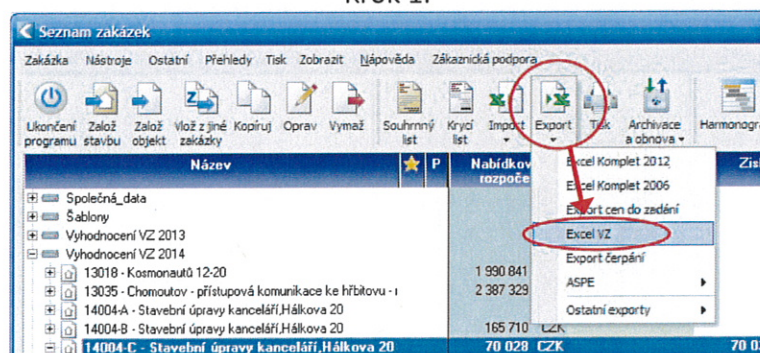 Seznam zakázek
Zakázka Nástroje Ostatní Přehledy Tisk Zobrazit Nápověda Zákaznická podpora
Ukončení programu
Založ stavbu
Založ objekt
Vlož z jiné zakázky
Kopíruj
Oprav
Vymaž
Souhrnný list
Krycí list
Import
Export
Tisk
Archivace a obnova
Název P Nabídkov
rozpoče
Excel Komplet 2012
Excel Komplet 2006
Export cen do zadání
Excel VZ
Export čerpání
ASPE
Ostatní exporty
Společná_data
Šablony
Vyhodnocení VZ 2013
Vyhodnocení VZ 2014
13018 - Kosmonautů 12-20 1 990 841
13035 - Chomoutov - přístupová komunikace ke hřbitovu - 2 387 329
14004-A - Stavební úpravy kanceláří,Hálkova 20
14004-B - Stavební úpravy kanceláří,Hálkova 20 165 710 CZK
14004-C - Stavební úpravy kanceláří,Hálkova 20 70 028 CZK